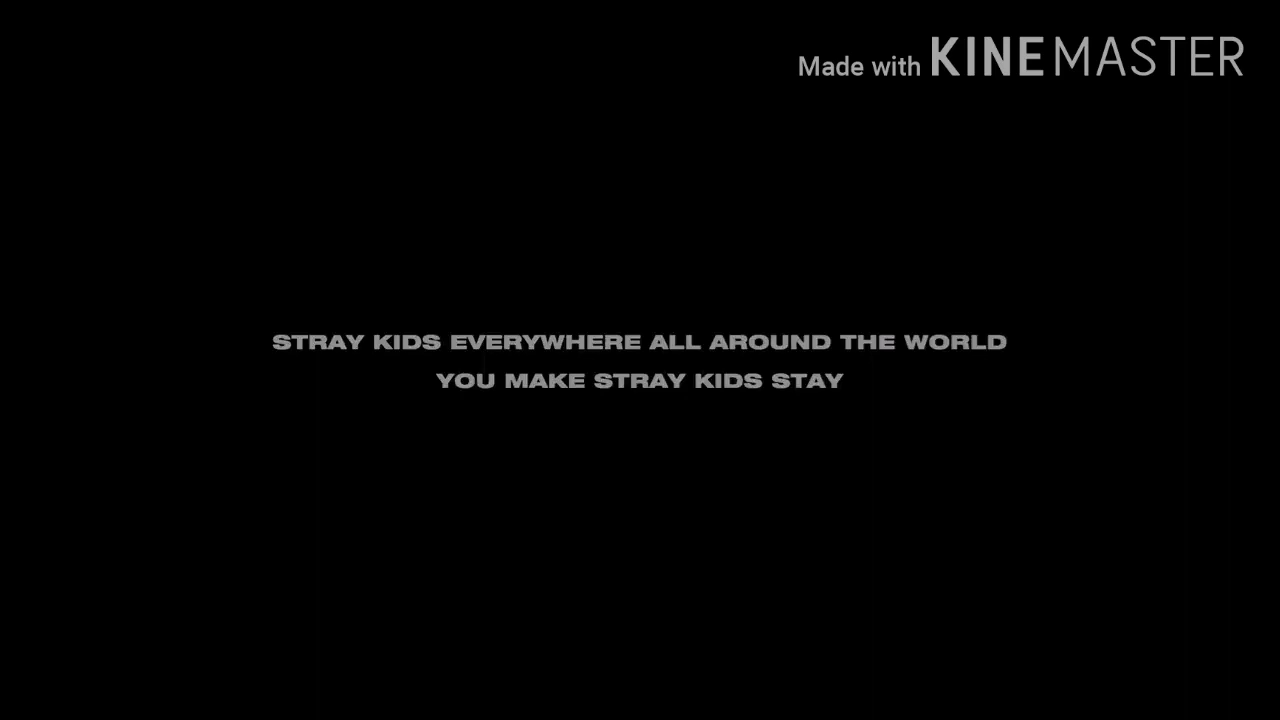 Made with KINEMASTER
STRAY KIDS EVERYWHERE ALL AROUND THE WORLD
YOU MAKE STRAY KIDS STAY